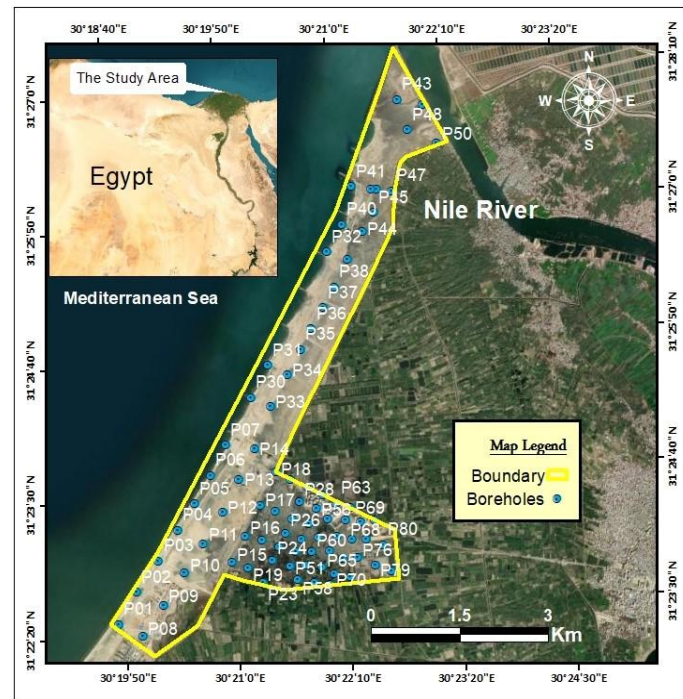 30°18'40"E 30°19'50"E 30°21'0"E 30°22'10"E 30°23'20"E
31°28'10"N
31°27'0"N
31°27'0"N
31°25'50"N
31°25'50"N
31°24'40"N
31°24'40"N
31°23'30"N
31°23'30"N
31°22'20"N
The Study Area
Egypt
Mediterranean Sea
Nile River
N
W E
S
P43
P48
P50
P41
P47
P45
P40
P44
P32
P38
P37
P36
P35
P31
P34
P30
P33
P07
P14
P06
P18
P13
P05
P28
P63
P17
P04
P12
P58
P69
P26
P68
P80
P03
P11
P16
P60
P24
P76
P02
P10
P15
P65
P51
P19
P79
P70
P01
P09
P23
P08
Map Legend
Boundary
Boreholes
0 1.5 3
Km
30°19'50"E 30°21'0"E 30°22'10"E 30°23'20"E 30°24'30"E